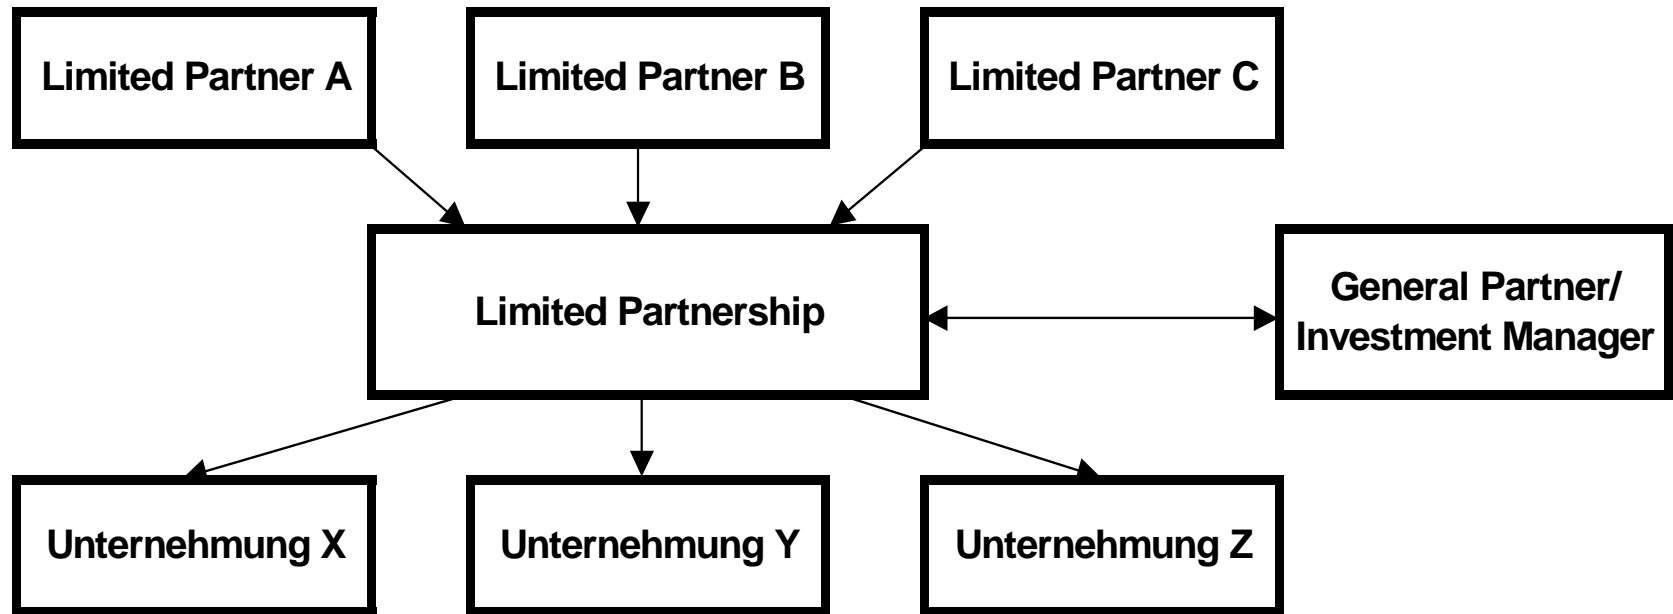 Limited Partner A
Limited Partner B
Limited Partner C
Limited Partnership
General Partner/
Investment Manager
Unternehmung X
Unternehmung Y
Unternehmung Z